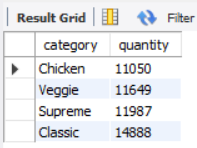 Result Grid Filter
category quantity
Chicken 11050
Veggie 11649
Supreme 11987
Classic 14888